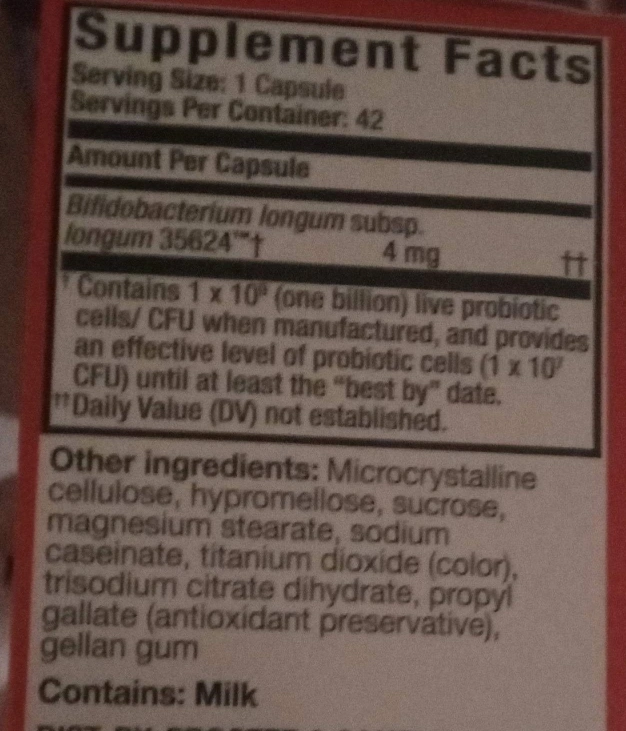 Supplement Facts
Serving Size: 1 Capsule
Servings Per Container: 42
Amount Per Capsule
Bifidobacterium longum subsp.
longum 35624™† 4 mg ††
† Contains 1 x 10⁹ (one billion) live probiotic
cells/ CFU when manufactured, and provides
an effective level of probiotic cells (1 x 10⁷
CFU) until at least the "best by" date.
††Daily Value (DV) not established.
Other ingredients: Microcrystalline
cellulose, hypromellose, sucrose,
magnesium stearate, sodium
caseinate, titanium dioxide (color),
trisodium citrate dihydrate, propyl
gallate (antioxidant preservative),
gellan gum
Contains: Milk